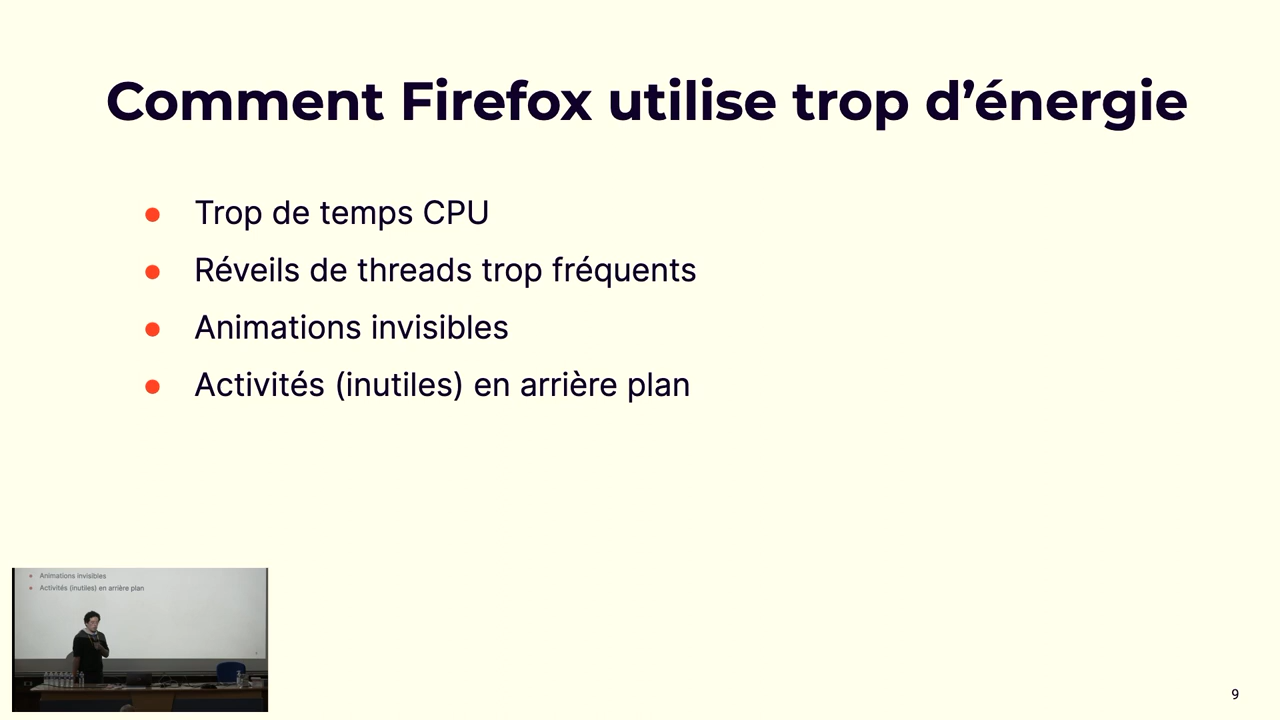 Comment Firefox utilise trop d’énergie
● Trop de temps CPU
● Réveils de threads trop fréquents
● Animations invisibles
● Activités (inutiles) en arrière plan
● Animations invisibles
● Activités (inutiles) en arrière plan
9